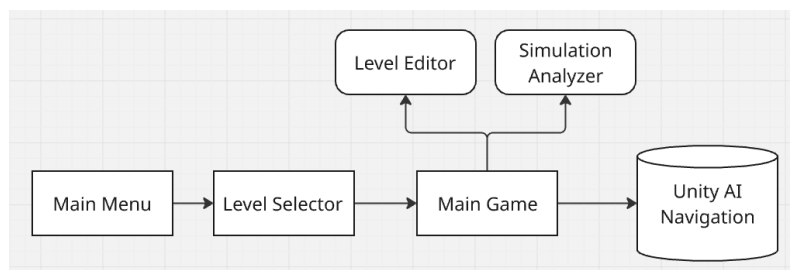 Level Editor
Simulation
Analyzer
Main Menu
Level Selector
Main Game
Unity AI
Navigation